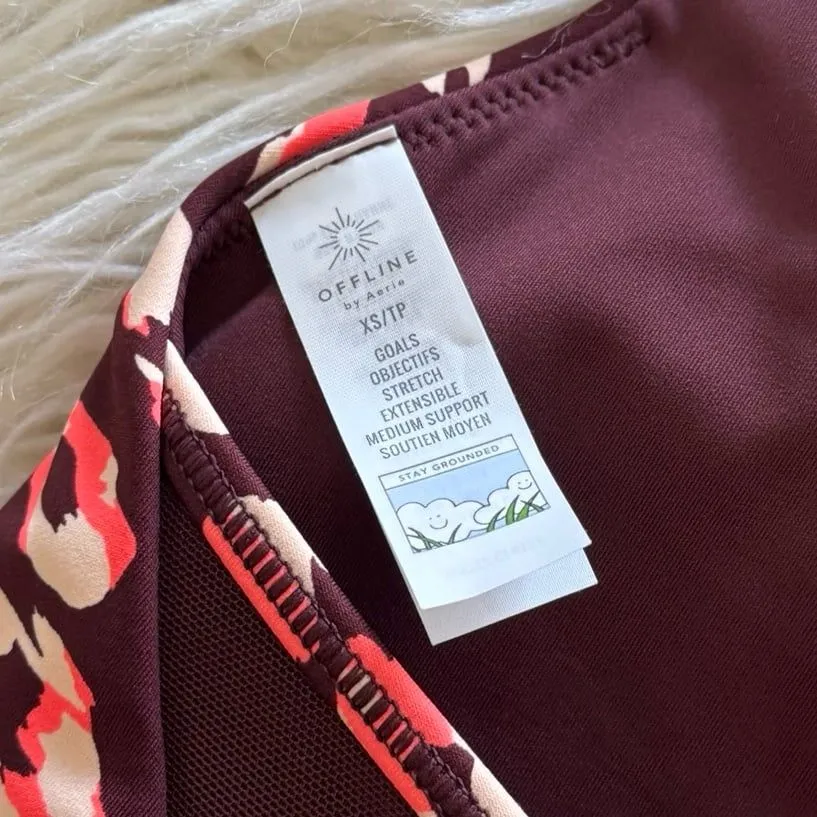 OFFLINE
by Aerie
XS/TP
GOALS
OBJECTIFS
STRETCH
EXTENSIBLE
MEDIUM SUPPORT
SOUTIEN MOYEN
STAY GROUNDED